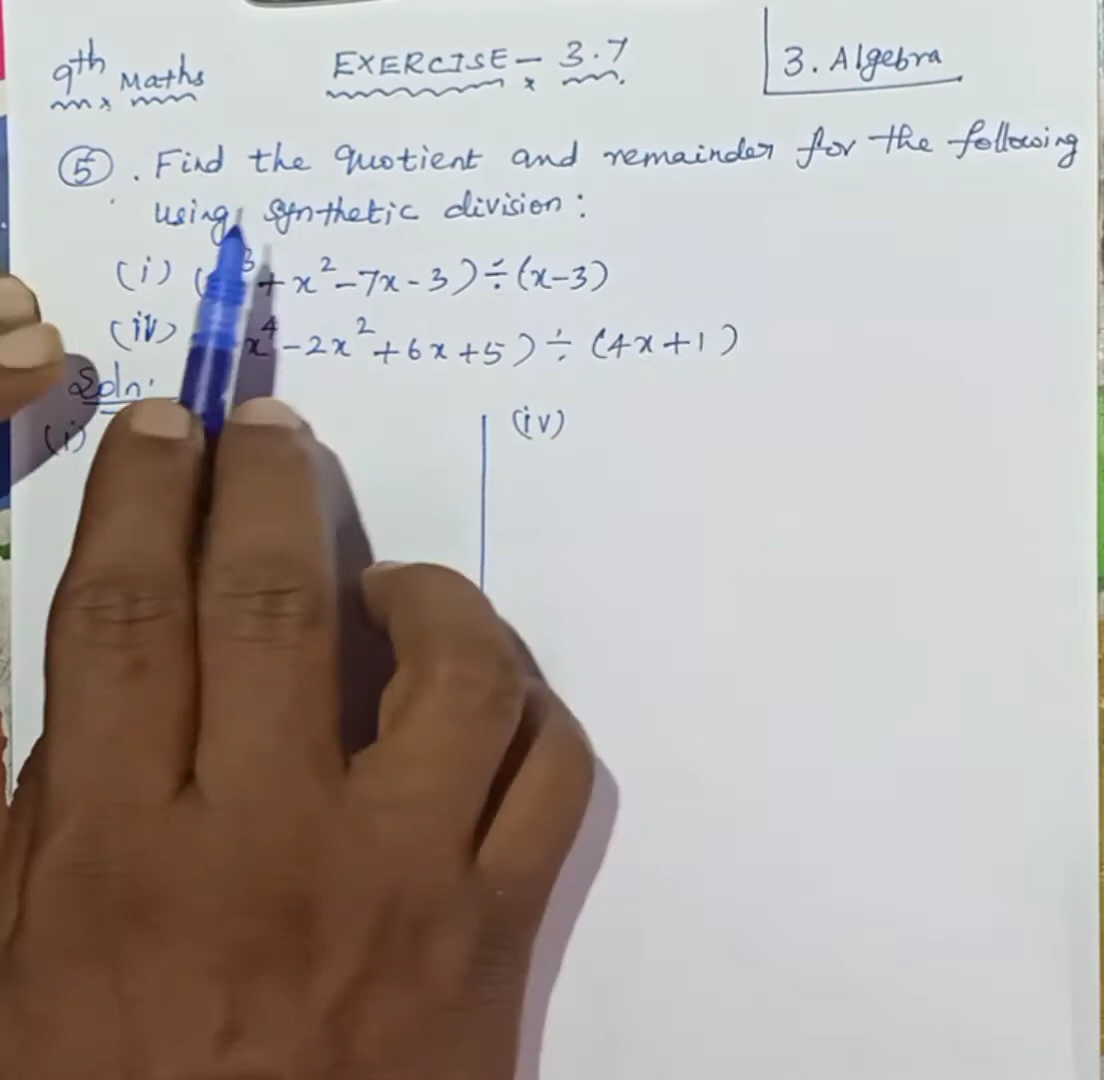 9th Maths
EXERCISE - 3.7
3. Algebra
5. Find the quotient and remainder for the following
using synthetic division:
(i) ( 3 + x² - 7x - 3) ÷ (x - 3)
(iv) x⁴ - 2x² + 6x + 5) ÷ (4x + 1)
Soln.
(i)
(iv)